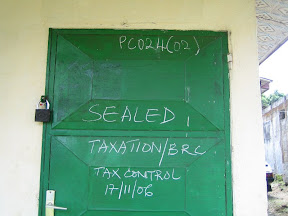 PC024(02)
SEALED
TAXATION/BRC
TAX CONTROL
17/11/06